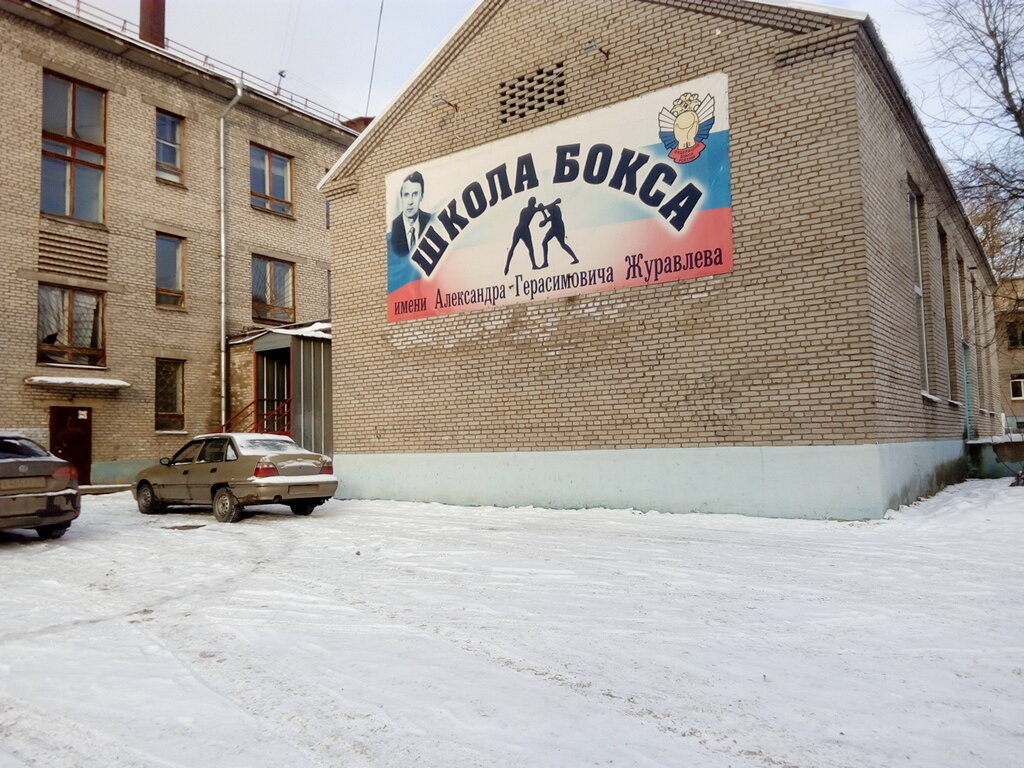 ШКОЛА БОКСА
имени Александра Герасимовича Журавлева